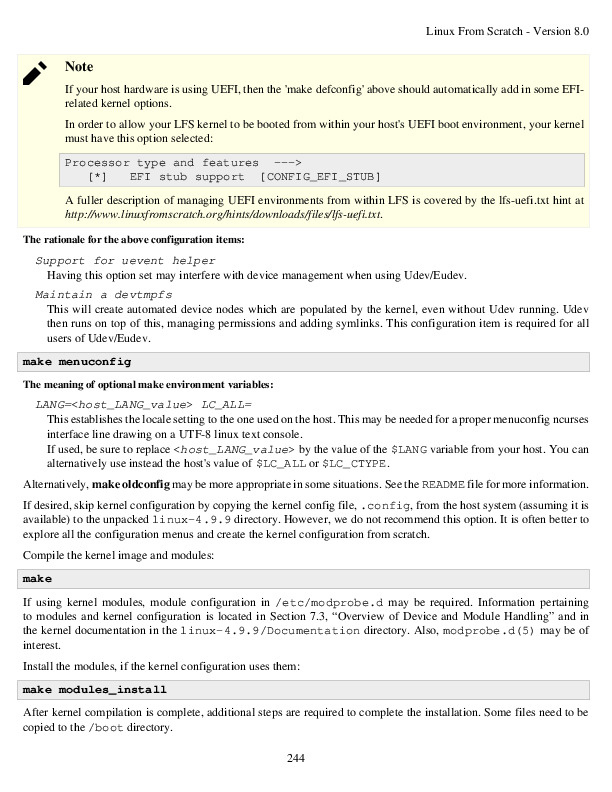 Linux From Scratch - Version 8.0
Note
If your host hardware is using UEFI, then the 'make defconfig' above should automatically add in some EFI-
related kernel options.
In order to allow your LFS kernel to be booted from within your host's UEFI boot environment, your kernel
must have this option selected:
Processor type and features --->
[*] EFI stub support [CONFIG_EFI_STUB]
A fuller description of managing UEFI environments from within LFS is covered by the lfs-uefi.txt hint at
http://www.linuxfromscratch.org/hints/downloads/files/lfs-uefi.txt.
The rationale for the above configuration items:
Support for uevent helper
Having this option set may interfere with device management when using Udev/Eudev.
Maintain a devtmpfs
This will create automated device nodes which are populated by the kernel, even without Udev running. Udev
then runs on top of this, managing permissions and adding symlinks. This configuration item is required for all
users of Udev/Eudev.
make menuconfig
The meaning of optional make environment variables:
LANG=<host_LANG_value> LC_ALL=
This establishes the locale setting to the one used on the host. This may be needed for a proper menuconfig ncurses
interface line drawing on a UTF-8 linux text console.
If used, be sure to replace <host_LANG_value> by the value of the $LANG variable from your host. You can
alternatively use instead the host's value of $LC_ALL or $LC_CTYPE.
Alternatively, make oldconfig may be more appropriate in some situations. See the README file for more information.
If desired, skip kernel configuration by copying the kernel config file, .config, from the host system (assuming it is
available) to the unpacked linux-4.9.9 directory. However, we do not recommend this option. It is often better to
explore all the configuration menus and create the kernel configuration from scratch.
Compile the kernel image and modules:
make
If using kernel modules, module configuration in /etc/modprobe.d may be required. Information pertaining
to modules and kernel configuration is located in Section 7.3, “Overview of Device and Module Handling” and in
the kernel documentation in the linux-4.9.9/Documentation directory. Also, modprobe.d(5) may be of
interest.
Install the modules, if the kernel configuration uses them:
make modules_install
After kernel compilation is complete, additional steps are required to complete the installation. Some files need to be
copied to the /boot directory.
244